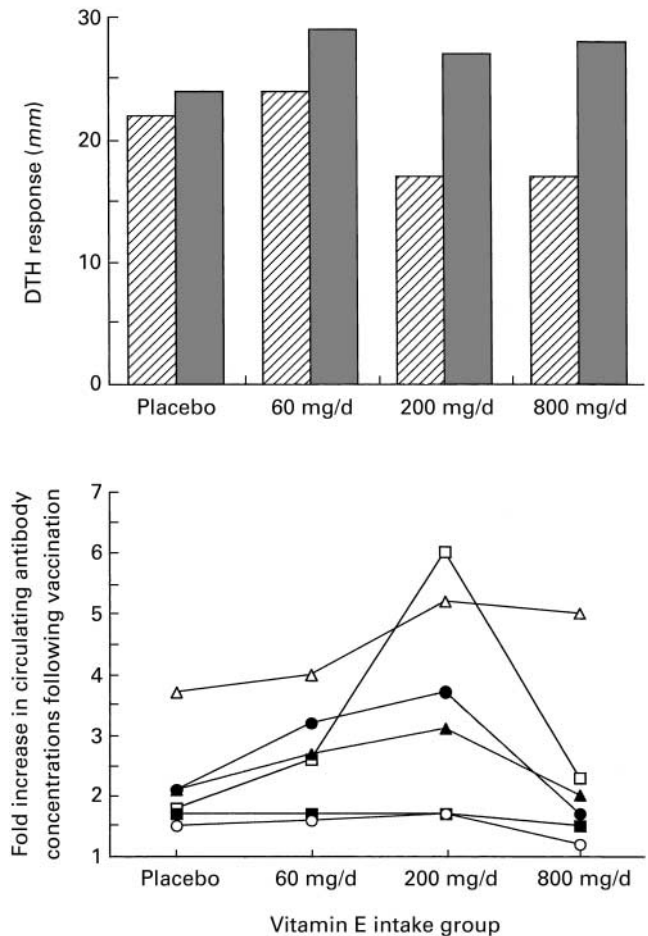 30
20
10
0
DTH response (mm)
Placebo 60 mg/d 200 mg/d 800 mg/d
7
6
5
4
3
2
1
Fold increase in circulating antibody
concentrations following vaccination
Placebo 60 mg/d 200 mg/d 800 mg/d
Vitamin E intake group